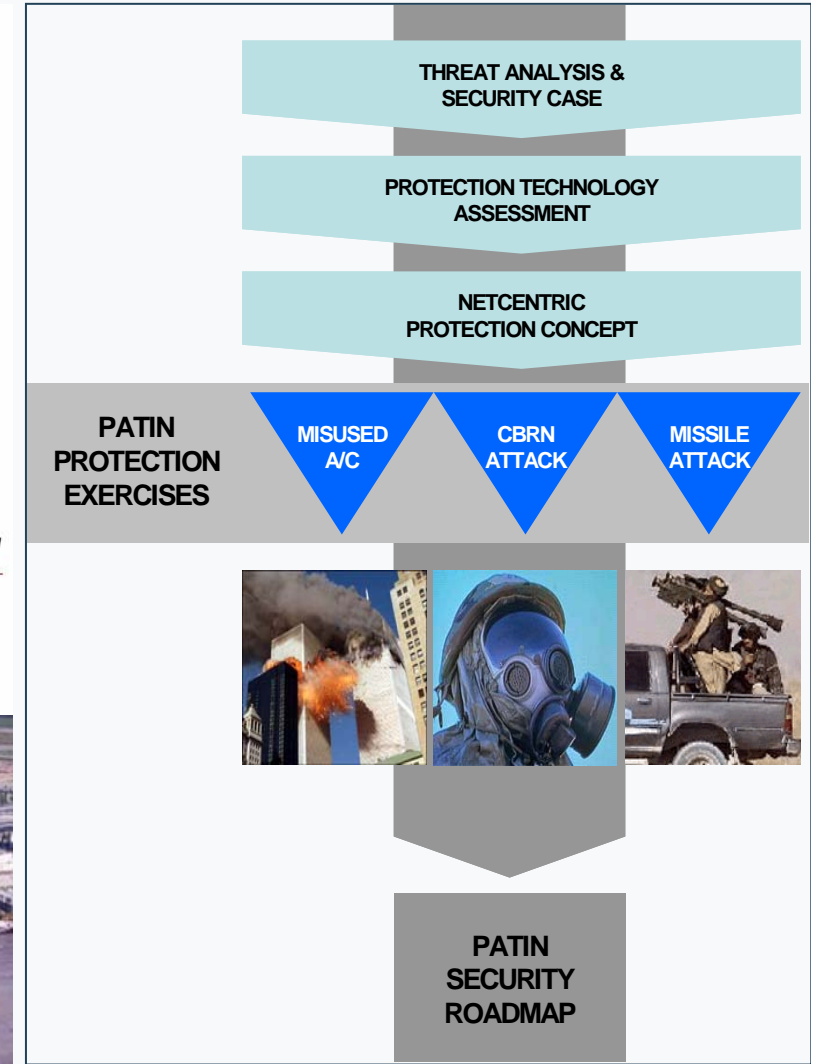 THREAT ANALYSIS &
SECURITY CASE
PROTECTION TECHNOLOGY
ASSESSMENT
NETCENTRIC
PROTECTION CONCEPT
PATIN
PROTECTION
EXERCISES
MISUSED
A/C
CBRN
ATTACK
MISSILE
ATTACK
PATIN
SECURITY
ROADMAP